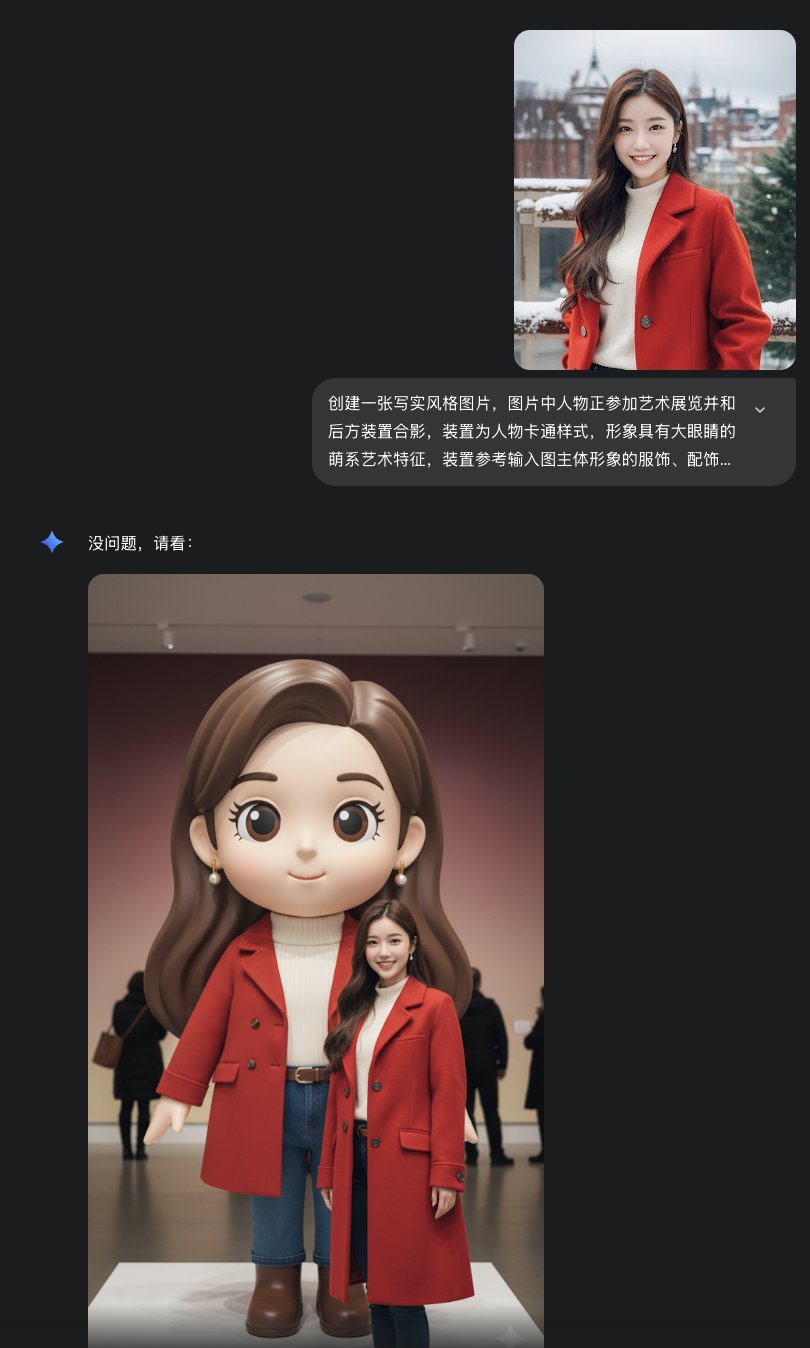 创建一张写实风格图片，图片中人物正参加艺术展览并和
后方装置合影，装置为人物卡通样式，形象具有大眼睛的
萌系艺术特征，装置参考输入图主体形象的服饰、配饰...
没问题，请看：